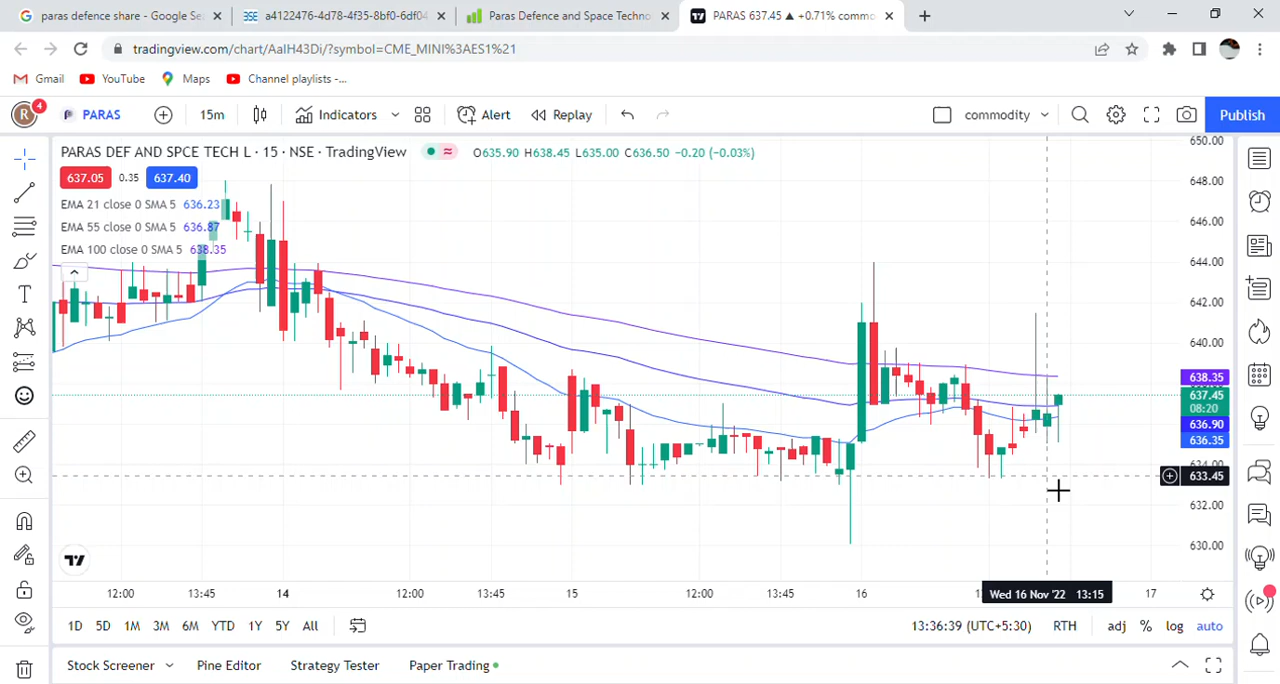 paras defence share - Google Se
a4122476-4d78-4f35-8bf0-6df04
Paras Defence and Space Techno
PARAS 637.45 ▲ +0.71% commo
tradingview.com/chart/AaIH43Di/?symbol=CME_MINI%3AES1%21
Gmail YouTube Maps Channel playlists -...
R 4 PARAS 15m Indicators Alert Replay commodity Publish
PARAS DEF AND SPCE TECH L · 15 · NSE · TradingView O635.90 H638.45 L635.00 C636.50 −0.20 (−0.03%)
637.05 0.35 637.40
EMA 21 close 0 SMA 5 636.23
EMA 55 close 0 SMA 5 636.87
EMA 100 close 0 SMA 5 638.35
650.00
648.00
646.00
644.00
642.00
640.00
638.35
637.45
08:20
636.90
636.35
634.00
633.45
632.00
630.00
12:00 13:45 14 12:00 13:45 15 12:00 13:45 16 Wed 16 Nov '22 13:15 17
1D 5D 1M 3M 6M YTD 1Y 5Y All 13:36:39 (UTC+5:30) RTH adj % log auto
Stock Screener Pine Editor Strategy Tester Paper Trading